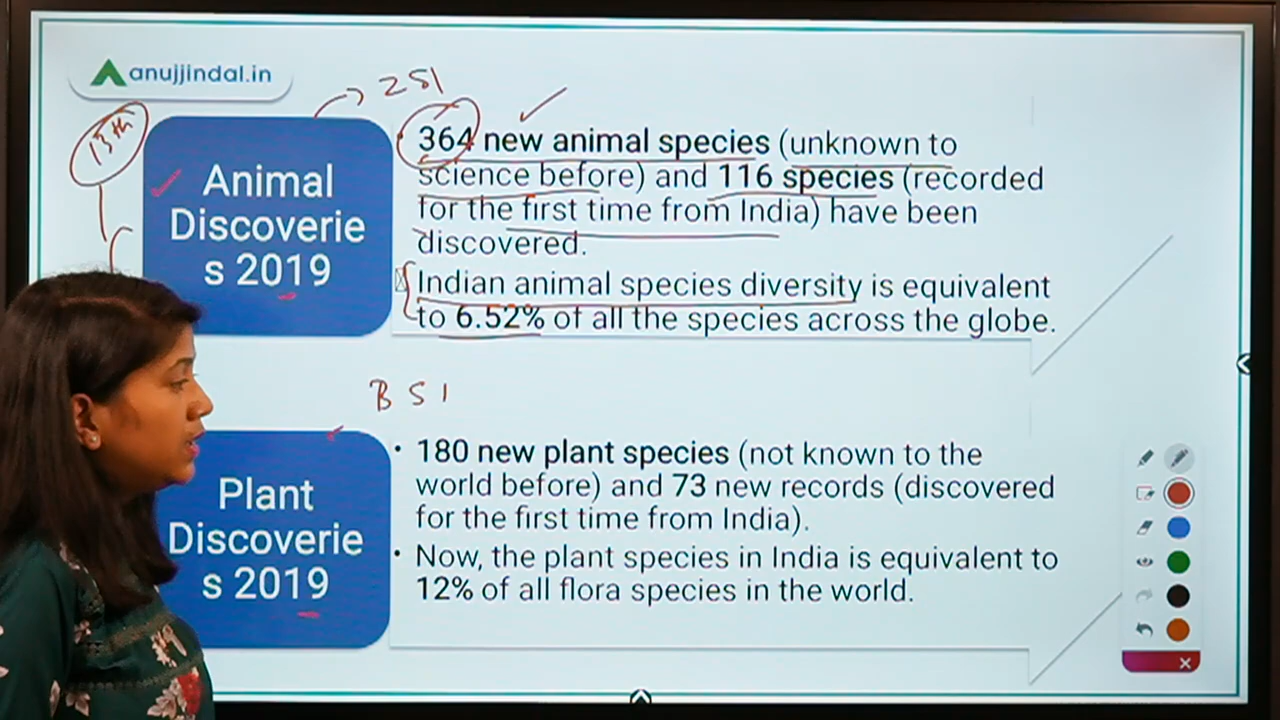 anujjindal.in
ZSI
13th
Animal
Discoverie
s 2019
364 new animal species (unknown to
science before) and 116 species (recorded
for the first time from India) have been
discovered.
Indian animal species diversity is equivalent
to 6.52% of all the species across the globe.
BSI
Plant
Discoverie
s 2019
• 180 new plant species (not known to the
world before) and 73 new records (discovered
for the first time from India).
• Now, the plant species in India is equivalent to
12% of all flora species in the world.